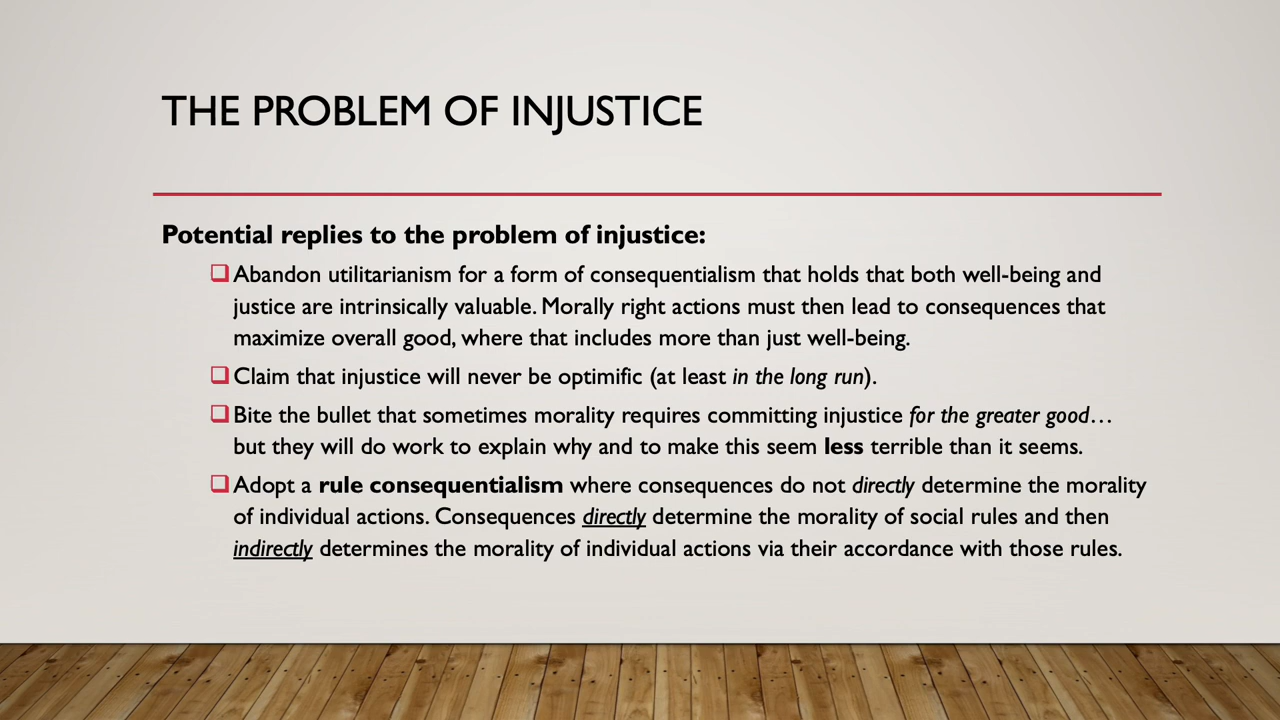 THE PROBLEM OF INJUSTICE
Potential replies to the problem of injustice:
❑Abandon utilitarianism for a form of consequentialism that holds that both well-being and
justice are intrinsically valuable. Morally right actions must then lead to consequences that
maximize overall good, where that includes more than just well-being.
❑Claim that injustice will never be optimific (at least in the long run).
❑Bite the bullet that sometimes morality requires committing injustice for the greater good…
but they will do work to explain why and to make this seem less terrible than it seems.
❑Adopt a rule consequentialism where consequences do not directly determine the morality
of individual actions. Consequences directly determine the morality of social rules and then
indirectly determines the morality of individual actions via their accordance with those rules.